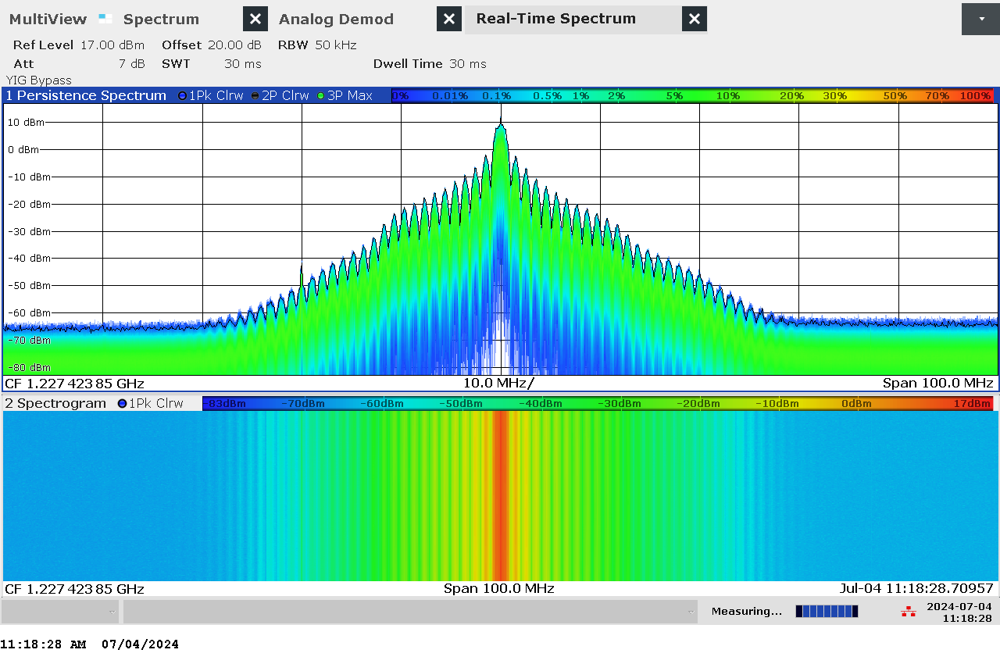 MultiView Spectrum Analog Demod Real-Time Spectrum
Ref Level 17.00 dBm Offset 20.00 dB RBW 50 kHz
Att 7 dB SWT 30 ms Dwell Time 30 ms
YIG Bypass
1 Persistence Spectrum 1Pk Clrw 2P Clrw 3P Max 0% 0.01% 0.1% 0.5% 1% 2% 5% 10% 20% 30% 50% 70% 100%
10 dBm
0 dBm
-10 dBm
-20 dBm
-30 dBm
-40 dBm
-50 dBm
-60 dBm
-70 dBm
-80 dBm
CF 1.227 423 85 GHz 10.0 MHz/ Span 100.0 MHz
2 Spectrogram 1Pk Clrw -83dBm -70dBm -60dBm -50dBm -40dBm -30dBm -20dBm -10dBm 0dBm 17dBm
CF 1.227 423 85 GHz Span 100.0 MHz Jul-04 11:18:28.70957
Measuring... 2024-07-04
11:18:28
11:18:28 AM 07/04/2024